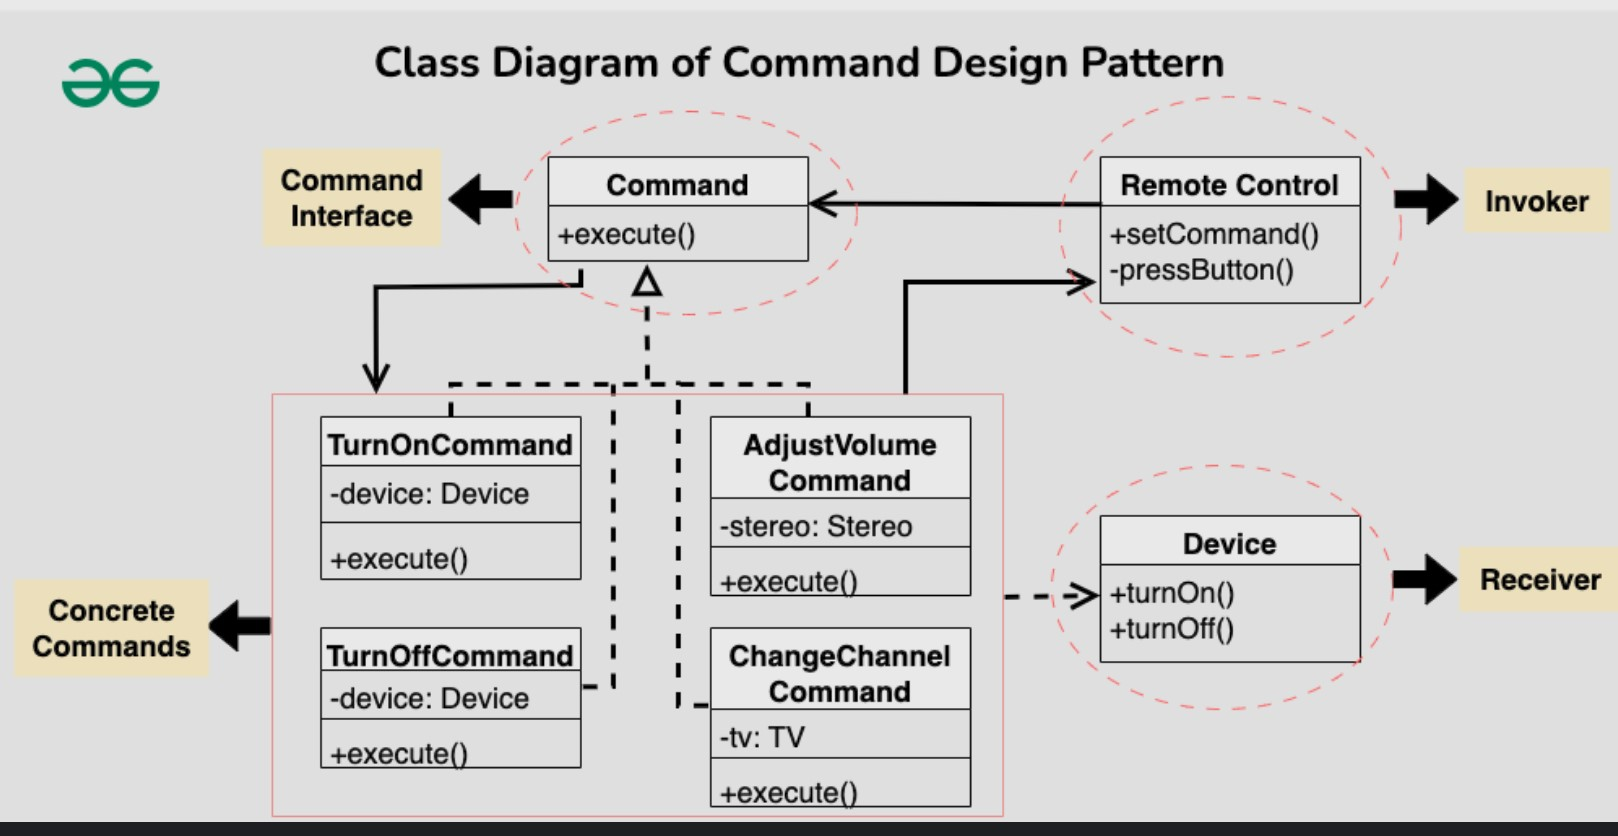 Class Diagram of Command Design Pattern
Command
Interface
Command
+execute()
Remote Control
+setCommand()
-pressButton()
Invoker
TurnOnCommand
-device: Device
+execute()
AdjustVolume
Command
-stereo: Stereo
+execute()
Concrete
Commands
TurnOffCommand
-device: Device
+execute()
ChangeChannel
Command
-tv: TV
+execute()
Device
+turnOn()
+turnOff()
Receiver